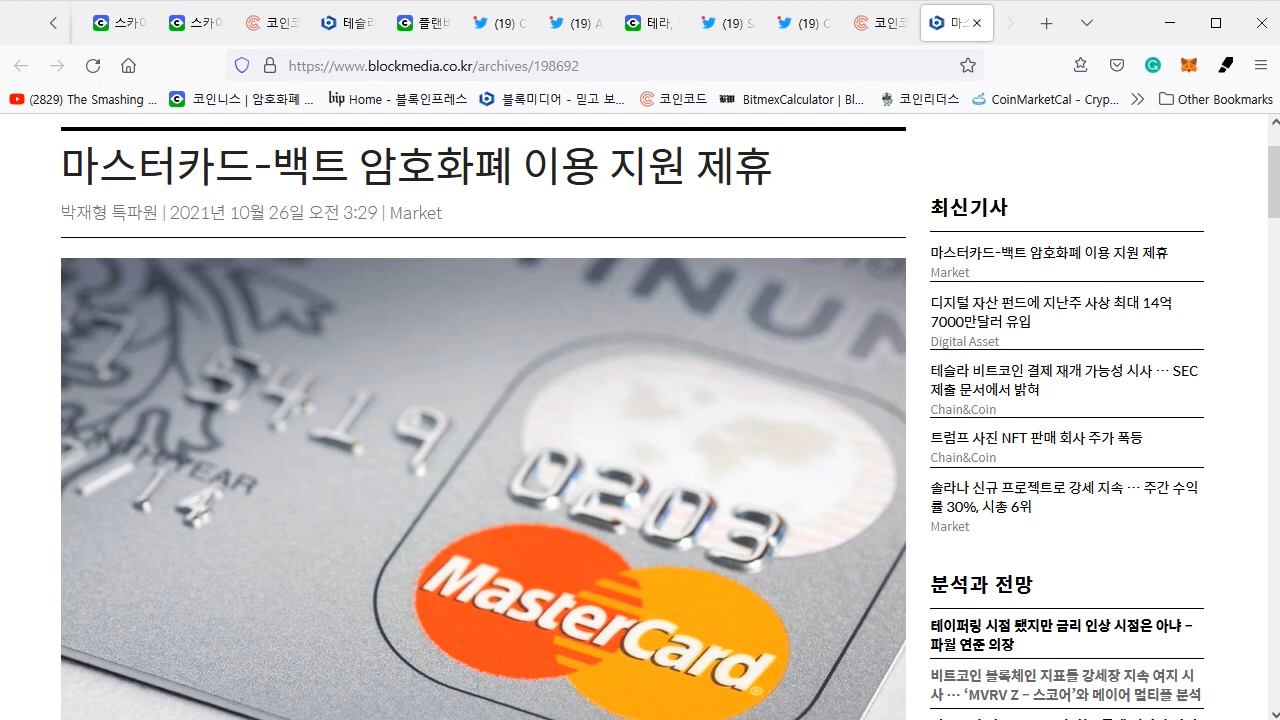 스카이
스카이
코인코
테슬라
플랜B
(19) C
(19) A
테라,
(19) S
(19) C
코인코
마스
https://www.blockmedia.co.kr/archives/198692
(2829) The Smashing ...
코인니스 | 암호화폐 ...
bip Home - 블록인프레스
블록미디어 - 믿고 보...
코인코드
BitmexCalculator | Bl...
코인리더스
CoinMarketCal - Cryp...
Other Bookmarks
마스터카드-백트 암호화폐 이용 지원 제휴
박재형 특파원 | 2021년 10월 26일 오전 3:29 | Market
5419
0203
MONTH/YEAR
MasterCard
최신기사
마스터카드-백트 암호화폐 이용 지원 제휴
Market
디지털 자산 펀드에 지난주 사상 최대 14억
7000만달러 유입
Digital Asset
테슬라 비트코인 결제 재개 가능성 시사 … SEC
제출 문서에서 밝혀
Chain&Coin
트럼프 사진 NFT 판매 회사 주가 폭등
Chain&Coin
솔라나 신규 프로젝트로 강세 지속 … 주간 수익
률 30%, 시총 6위
Market
분석과 전망
테이퍼링 시점 됐지만 금리 인상 시점은 아냐 –
파월 연준 의장
비트코인 블록체인 지표들 강세장 지속 여지 시
사 … ‘MVRV Z – 스코어’와 메이어 멀티플 분석